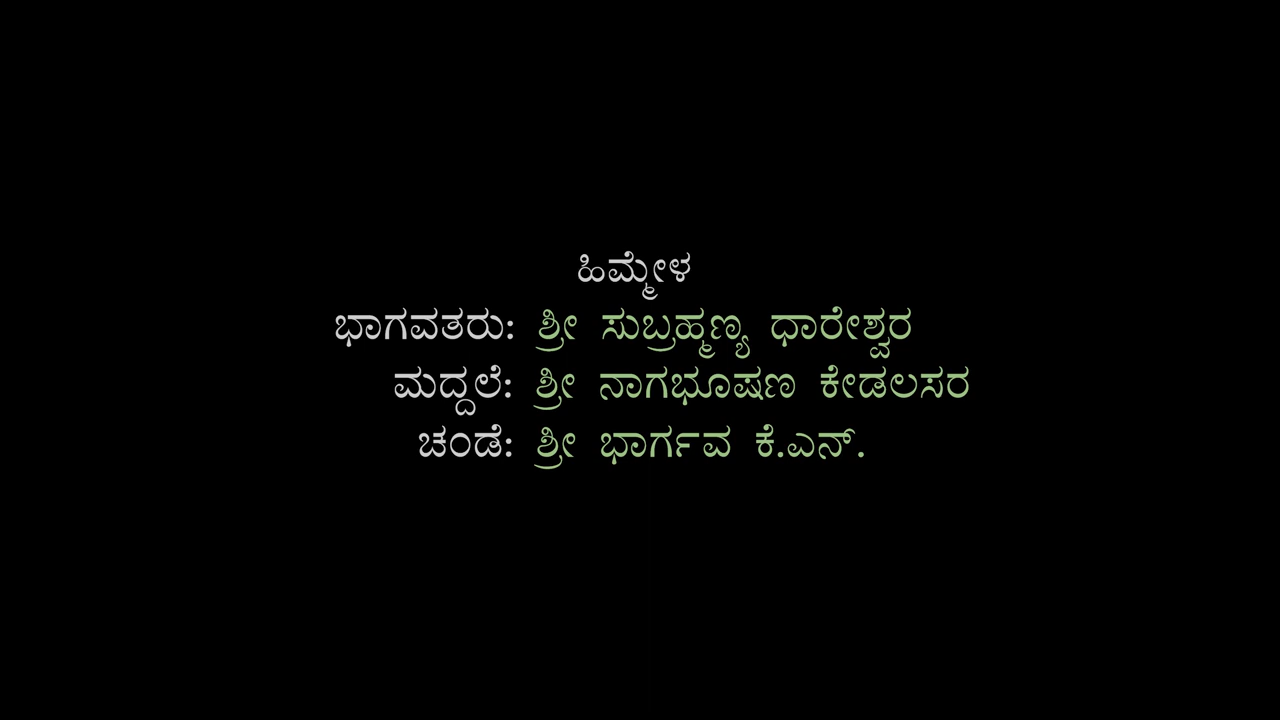 ಹಿಮ್ಮೇಳ
ಭಾಗವತರು: ಶ್ರೀ ಸುಬ್ರಹ್ಮಣ್ಯ ಧಾರೇಶ್ವರ
ಮದ್ದಲೆ: ಶ್ರೀ ನಾಗಭೂಷಣ ಕೇಡಲಸರ
ಚಂಡೆ: ಶ್ರೀ ಭಾರ್ಗವ ಕೆ.ಎನ್.